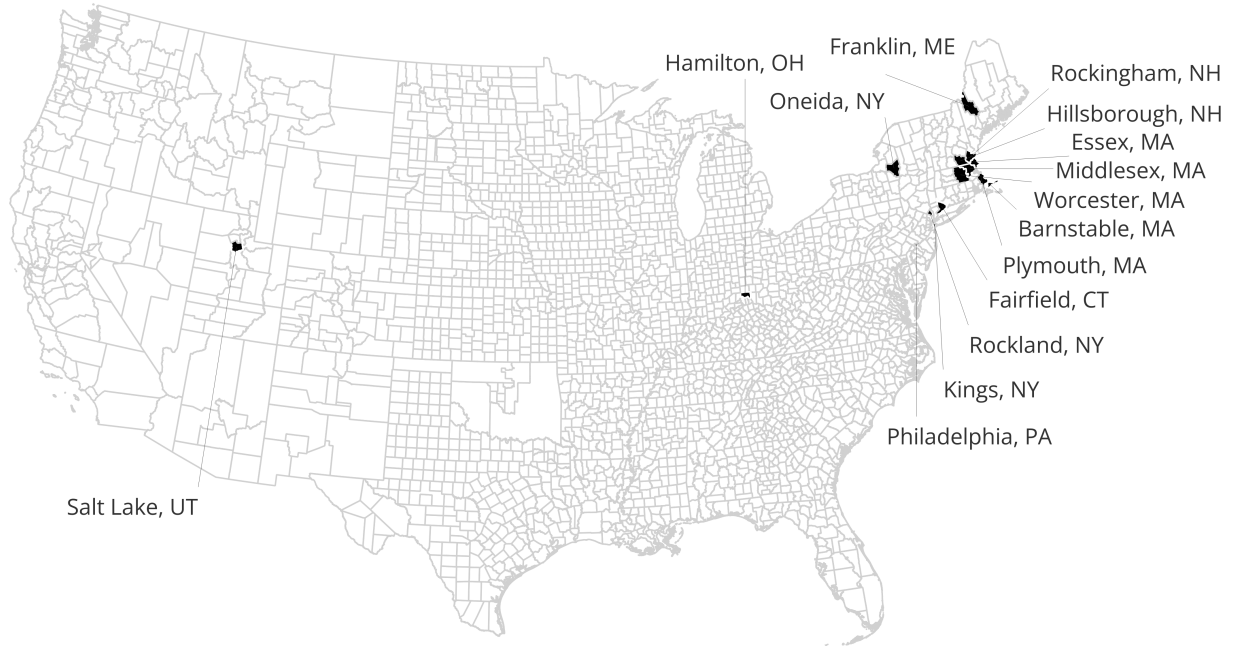 Franklin, ME
Hamilton, OH
Rockingham, NH
Oneida, NY
Hillsborough, NH
Essex, MA
Middlesex, MA
Worcester, MA
Barnstable, MA
Plymouth, MA
Fairfield, CT
Rockland, NY
Kings, NY
Philadelphia, PA
Salt Lake, UT